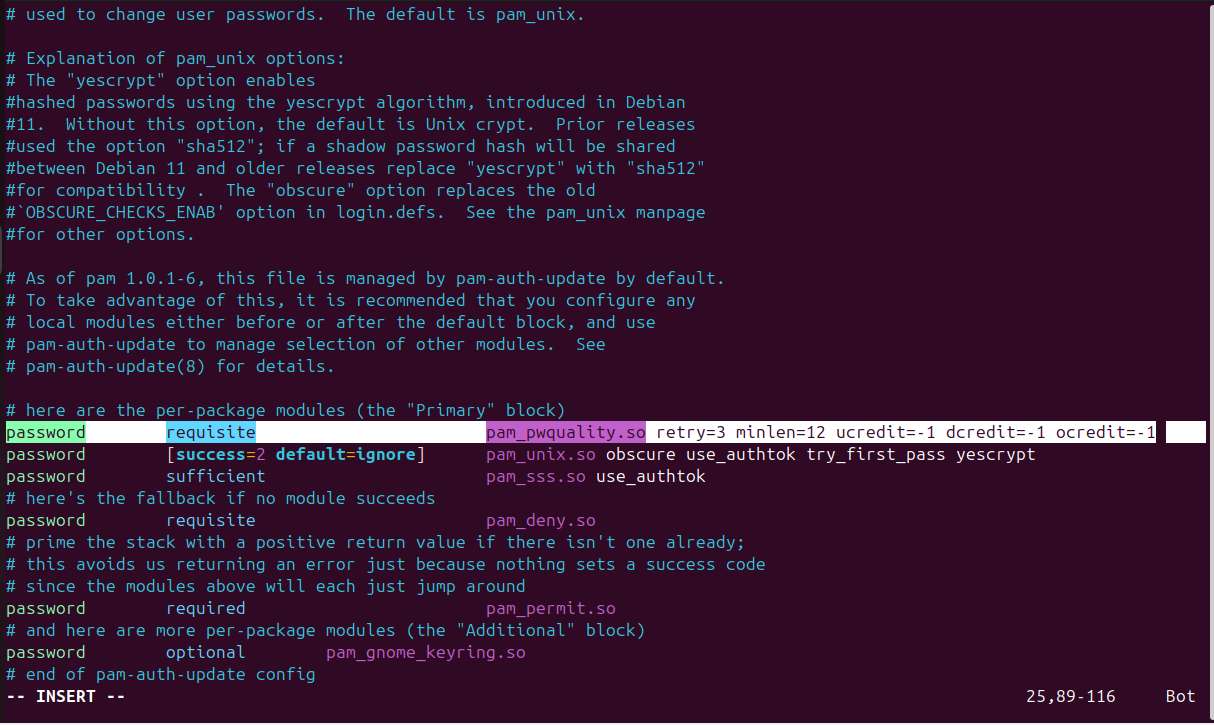 # used to change user passwords.  The default is pam_unix.
# Explanation of pam_unix options:
# The "yescrypt" option enables
#hashed passwords using the yescrypt algorithm, introduced in Debian
#11.  Without this option, the default is Unix crypt.  Prior releases
#used the option "sha512"; if a shadow password hash will be shared
#between Debian 11 and older releases replace "yescrypt" with "sha512"
#for compatibility .  The "obscure" option replaces the old
#`OBSCURE_CHECKS_ENAB' option in login.defs.  See the pam_unix manpage
#for other options.
# As of pam 1.0.1-6, this file is managed by pam-auth-update by default.
# To take advantage of this, it is recommended that you configure any
# local modules either before or after the default block, and use
# pam-auth-update to manage selection of other modules.  See
# pam-auth-update(8) for details.
# here are the per-package modules (the "Primary" block)
password        requisite                       pam_pwquality.so retry=3 minlen=12 ucredit=-1 dcredit=-1 ocredit=-1
password        [success=2 default=ignore]      pam_unix.so obscure use_authtok try_first_pass yescrypt
password        sufficient                      pam_sss.so use_authtok
# here's the fallback if no module succeeds
password        requisite                       pam_deny.so
# prime the stack with a positive return value if there isn't one already;
# this avoids us returning an error just because nothing sets a success code
# since the modules above will each just jump around
password        required                        pam_permit.so
# and here are more per-package modules (the "Additional" block)
password        optional        pam_gnome_keyring.so
# end of pam-auth-update config
-- INSERT --                                                                                          25,89-116     Bot